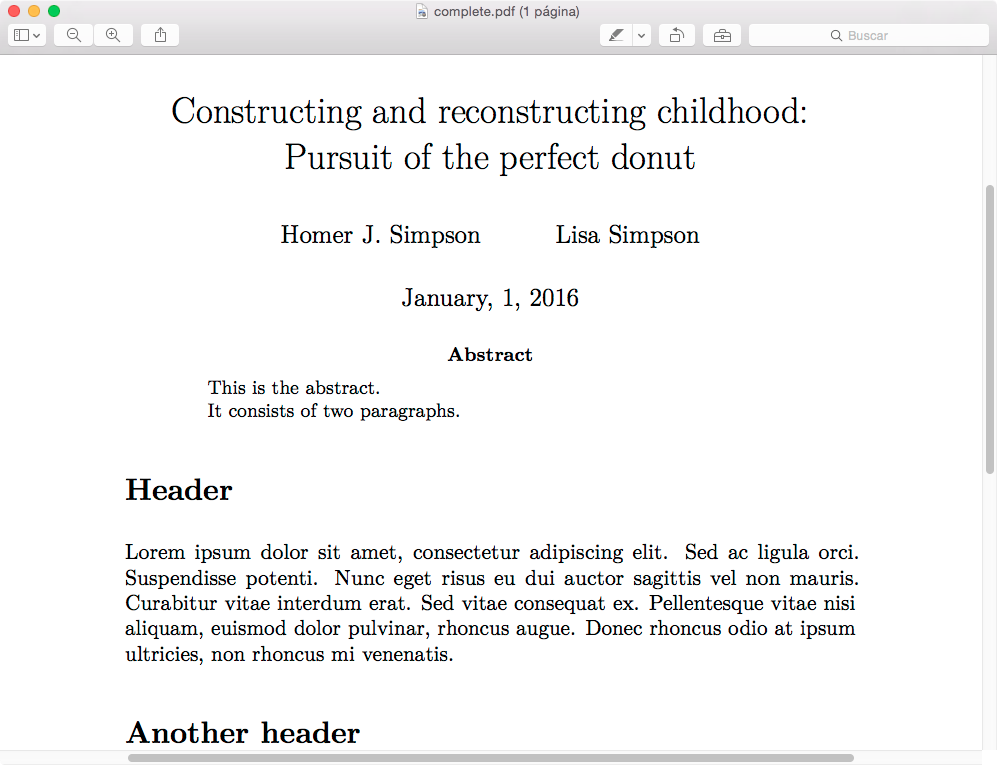 complete.pdf (1 página)
Buscar
Constructing and reconstructing childhood:
Pursuit of the perfect donut
Homer J. Simpson Lisa Simpson
January, 1, 2016
Abstract
This is the abstract.
It consists of two paragraphs.
Header
Lorem ipsum dolor sit amet, consectetur adipiscing elit. Sed ac ligula orci.
Suspendisse potenti. Nunc eget risus eu dui auctor sagittis vel non mauris.
Curabitur vitae interdum erat. Sed vitae consequat ex. Pellentesque vitae nisi
aliquam, euismod dolor pulvinar, rhoncus augue. Donec rhoncus odio at ipsum
ultricies, non rhoncus mi venenatis.
Another header